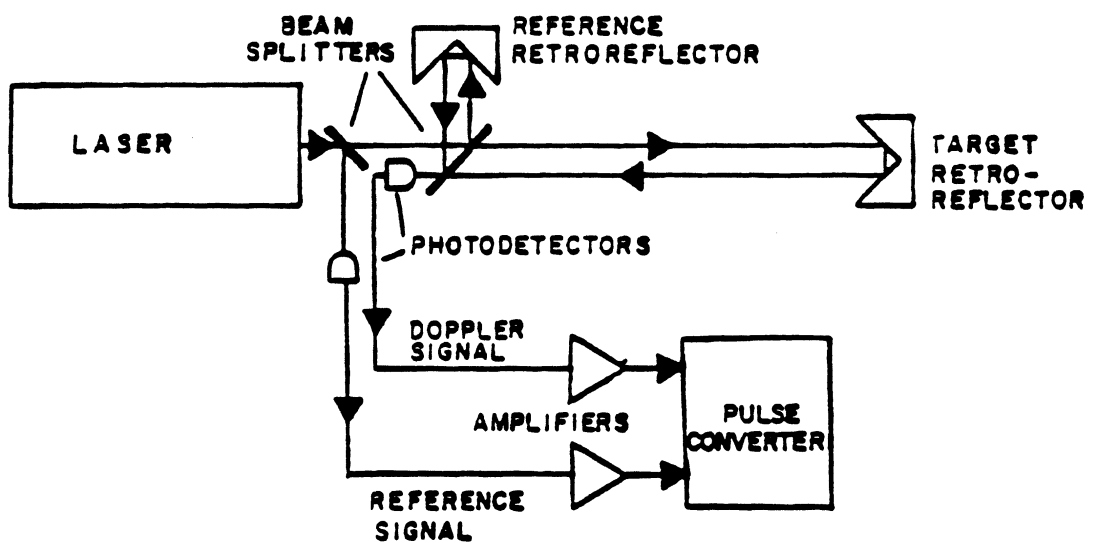 BEAM
SPLITTERS
REFERENCE
RETROREFLECTOR
LASER
TARGET
RETRO-
REFLECTOR
PHOTODETECTORS
DOPPLER
SIGNAL
AMPLIFIERS
PULSE
CONVERTER
REFERENCE
SIGNAL